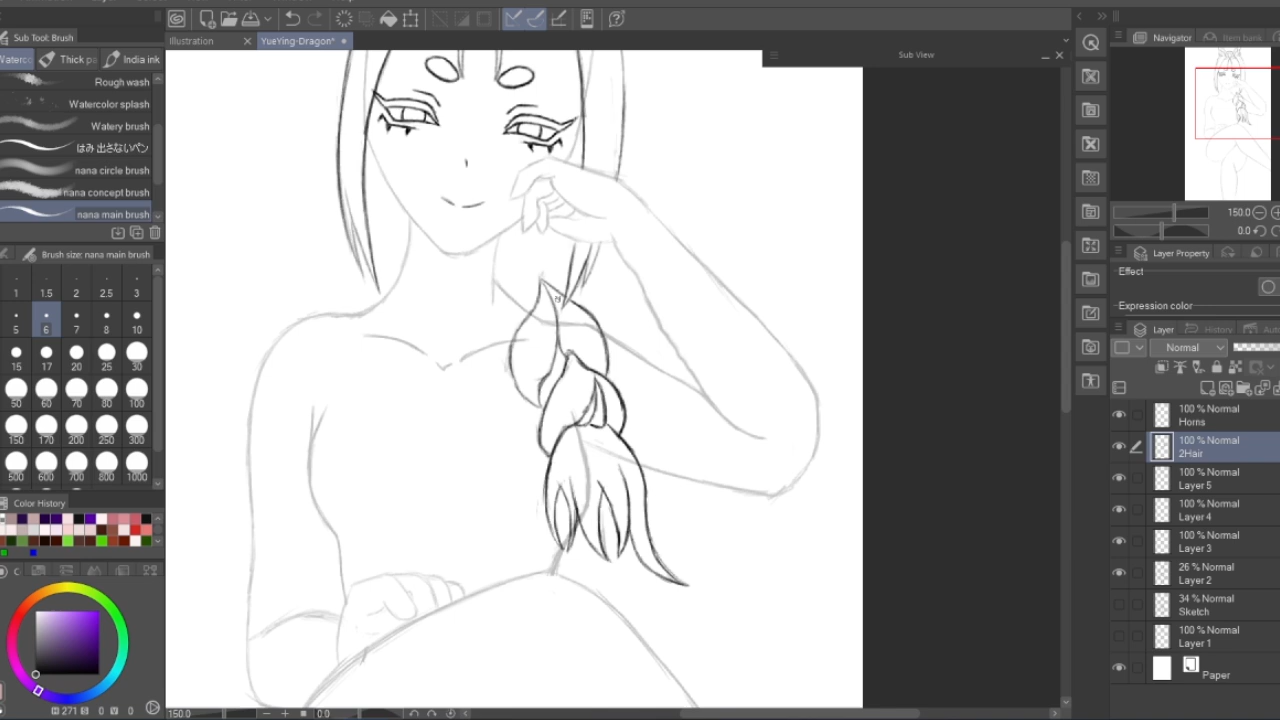 Sub Tool Brush
Waterc
Thick pa
India ink
Rough wash
Watercolor splash
Watery brush
はみ出さないペン
nana circle brush
nana concept brush
nana main brush
Brush size: nana main brush
1 1.5 2 2.5 3
5 6 7 8 10
15 17 20 25 30
50 60 70 80 100
150 170 200 250 300
500 600 700 800 1000
Color History
H 271 S 0 V 0
Illustration
YueYing-Dragon*
Sub View
150.0
0.0
Navigator
Item bank
150.0
0.0
Layer Property
Effect
Expression color
Layer
History
Normal
100 % Normal
Horns
100 % Normal
2Hair
100 % Normal
Layer 5
100 % Normal
Layer 4
100 % Normal
Layer 3
26 % Normal
Layer 2
34 % Normal
Sketch
100 % Normal
Layer 1
Paper